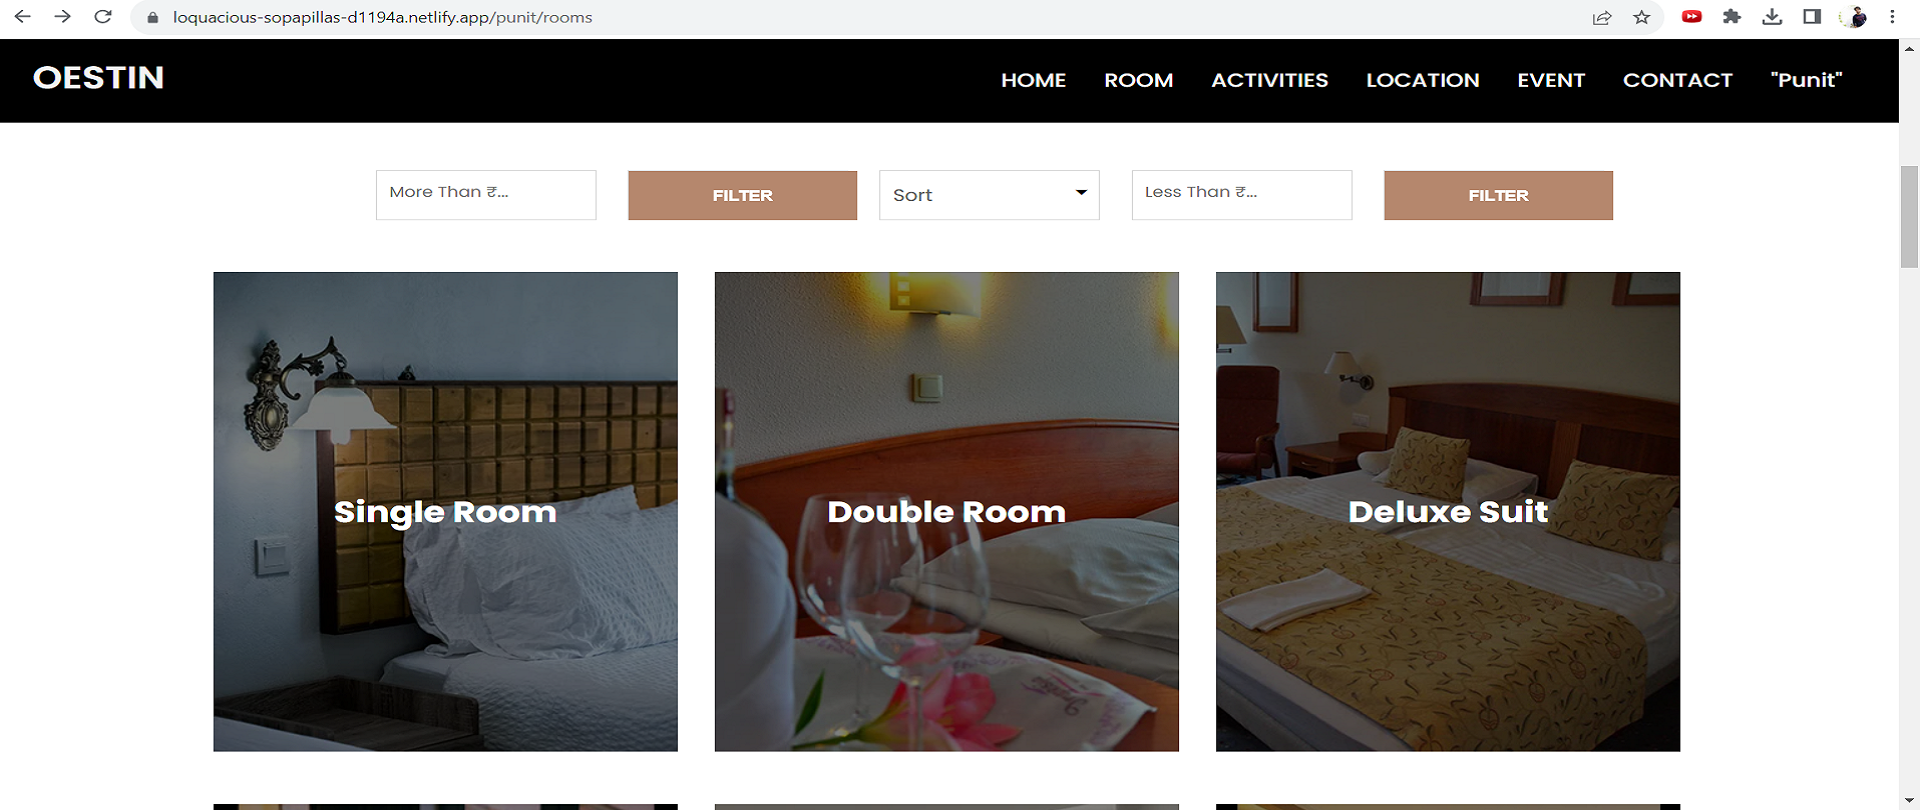 loquacious-sopapillas-d1194a.netlify.app/punit/rooms
OESTIN
HOME ROOM ACTIVITIES LOCATION EVENT CONTACT "Punit"
More Than ₹... FILTER Sort Less Than ₹... FILTER
Single Room Double Room Deluxe Suit